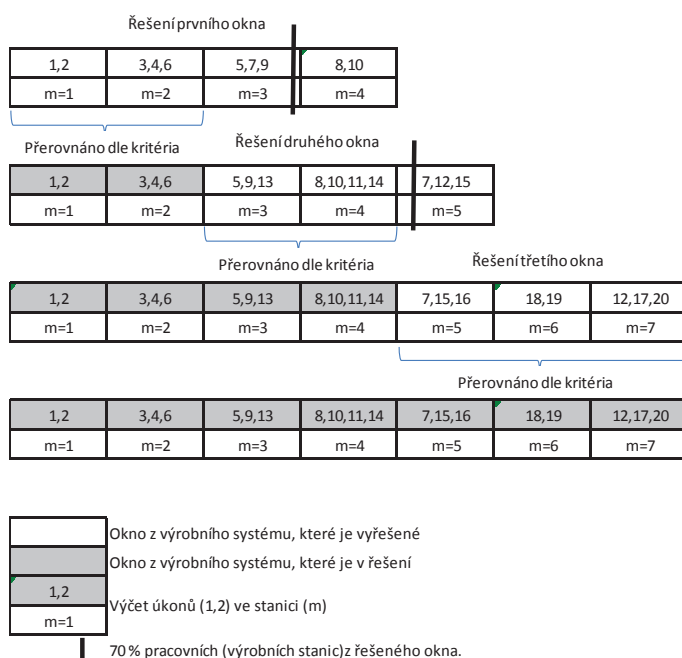 Řešení prvního okna
1,2 3,4,6 5,7,9 8,10
m=1 m=2 m=3 m=4
Přerovnáno dle kritéria Řešení druhého okna
1,2 3,4,6 5,9,13 8,10,11,14 7,12,15
m=1 m=2 m=3 m=4 m=5
Přerovnáno dle kritéria Řešení třetího okna
1,2 3,4,6 5,9,13 8,10,11,14 7,15,16 18,19 12,17,20
m=1 m=2 m=3 m=4 m=5 m=6 m=7
Přerovnáno dle kritéria
1,2 3,4,6 5,9,13 8,10,11,14 7,15,16 18,19 12,17,20
m=1 m=2 m=3 m=4 m=5 m=6 m=7
Okno z výrobního systému, které je vyřešené
Okno z výrobního systému, které je v řešení
1,2
Výčet úkonů (1,2) ve stanici (m)
m=1
70 % pracovních (výrobních stanic)z řešeného okna.